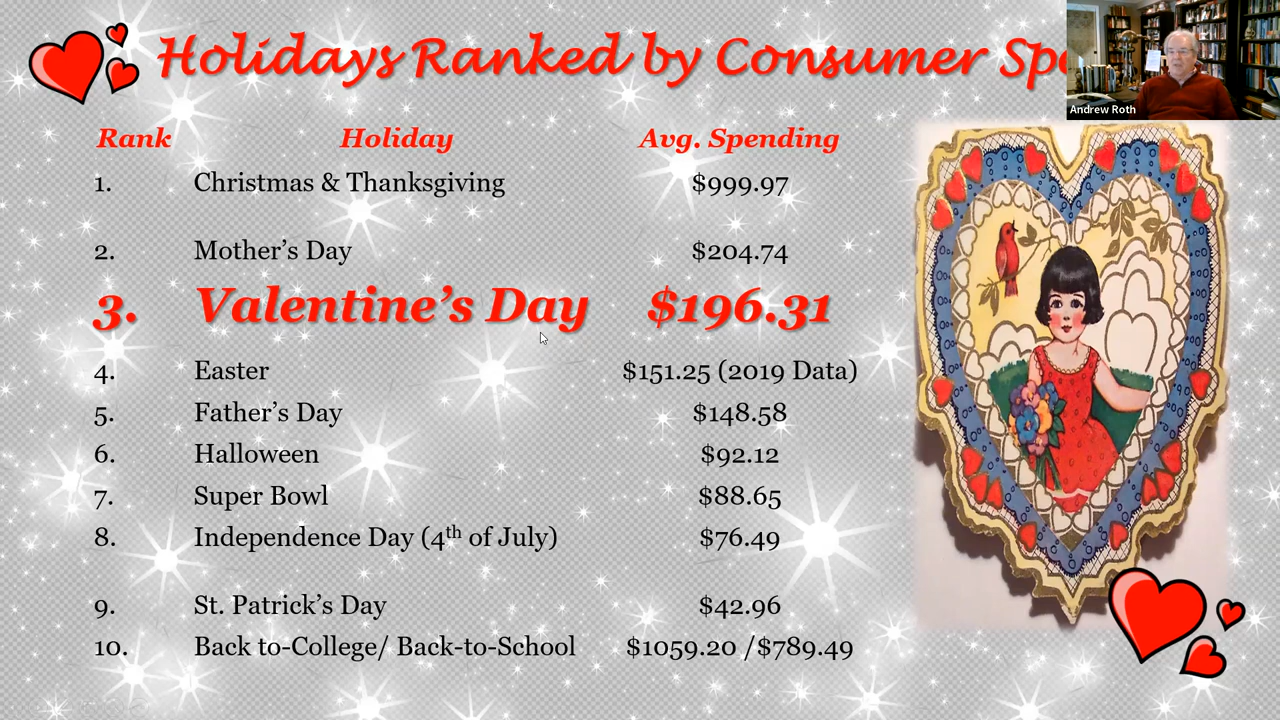 Holidays Ranked by Consumer
Andrew Roth
Rank Holiday Avg. Spending
1. Christmas & Thanksgiving $999.97
2. Mother’s Day $204.74
3. Valentine’s Day $196.31
4. Easter $151.25 (2019 Data)
5. Father’s Day $148.58
6. Halloween $92.12
7. Super Bowl $88.65
8. Independence Day (4th of July) $76.49
9. St. Patrick’s Day $42.96
10. Back to-College/ Back-to-School $1059.20 /$789.49